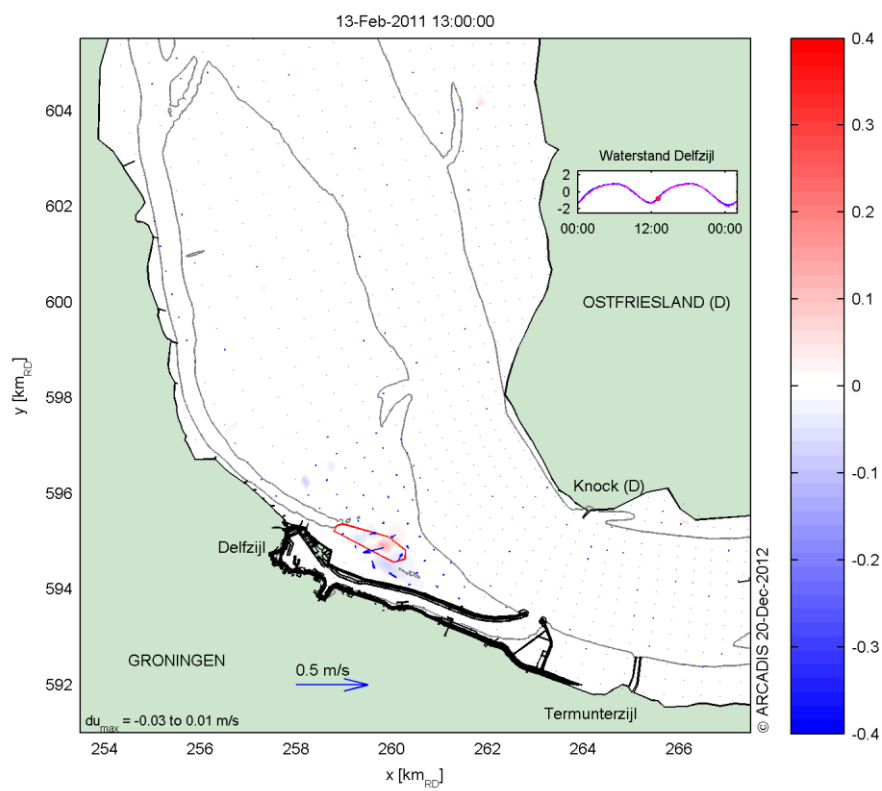 13-Feb-2011 13:00:00
0.4
0.3
0.2
0.1
0
-0.1
-0.2
-0.3
-0.4
604
602
600
598
596
594
592
y [km_RD]
Waterstand Delfzijl
2
0
-2
00:00 12:00 00:00
OSTFRIESLAND (D)
Knock (D)
Delfzijl
GRONINGEN
0.5 m/s
Termunterzijl
du_max = -0.03 to 0.01 m/s
© ARCADIS 20-Dec-2012
254 256 258 260 262 264 266
x [km_RD]